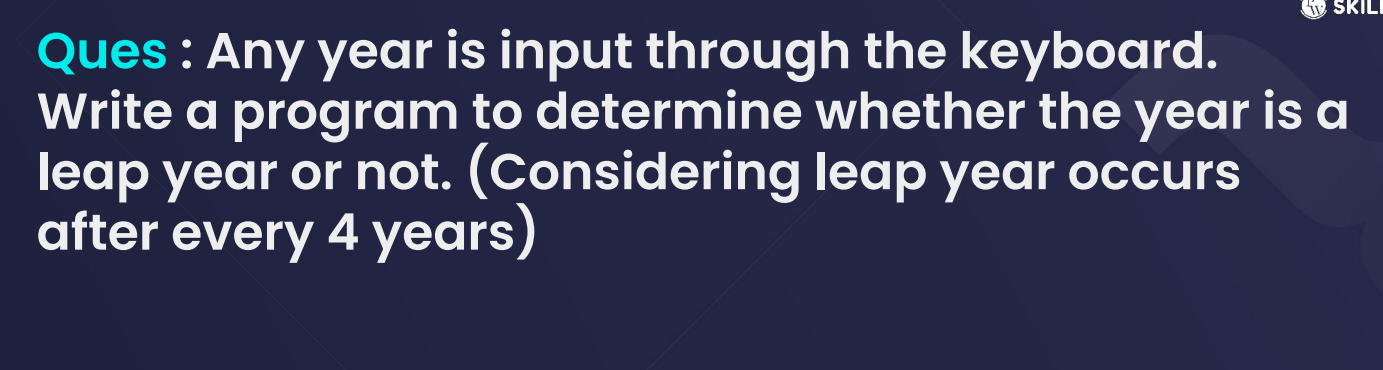 SKILL
Ques : Any year is input through the keyboard.
Write a program to determine whether the year is a
leap year or not. (Considering leap year occurs
after every 4 years)